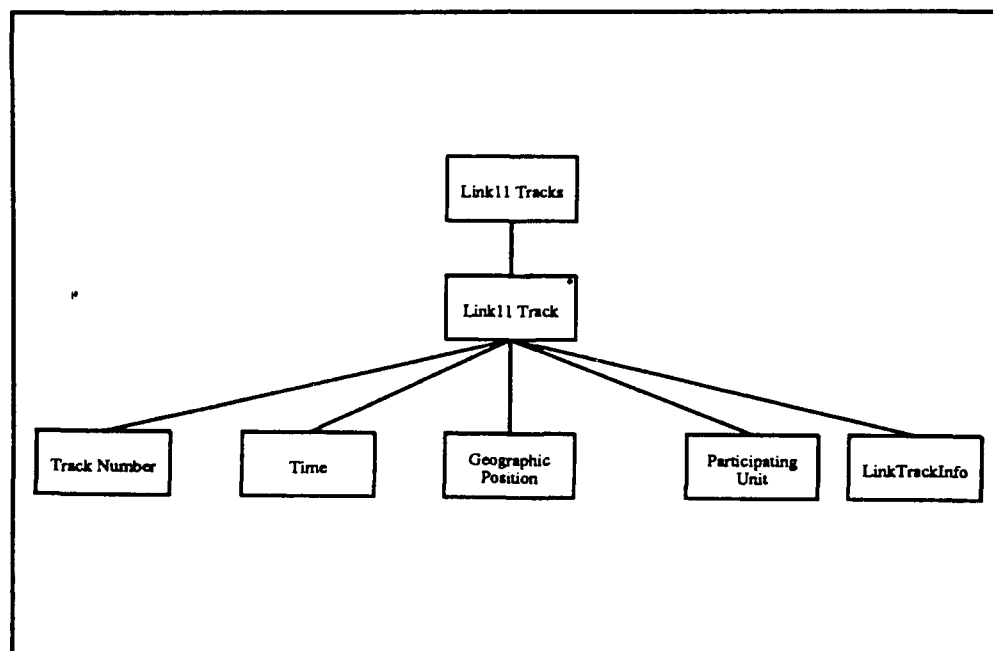 Link11 Tracks
Link11 Track
Track Number
Time
Geographic
Position
Participating
Unit
LinkTrackInfo